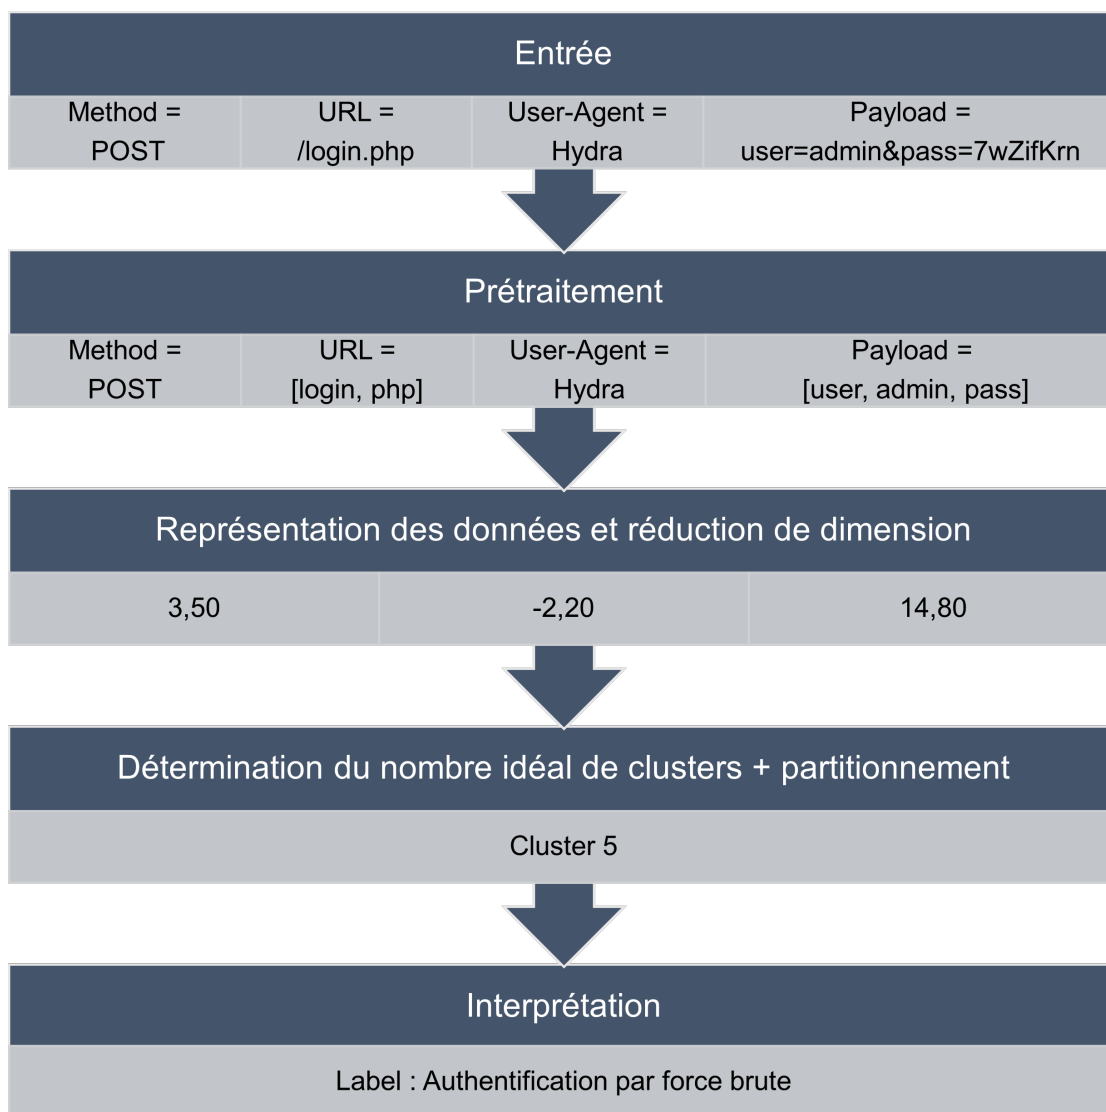 Entrée
Method =
POST
URL =
/login.php
User-Agent =
Hydra
Payload =
user=admin&pass=7wZifKrn
Prétraitement
Method =
POST
URL =
[login, php]
User-Agent =
Hydra
Payload =
[user, admin, pass]
Représentation des données et réduction de dimension
3,50
-2,20
14,80
Détermination du nombre idéal de clusters + partitionnement
Cluster 5
Interprétation
Label : Authentification par force brute